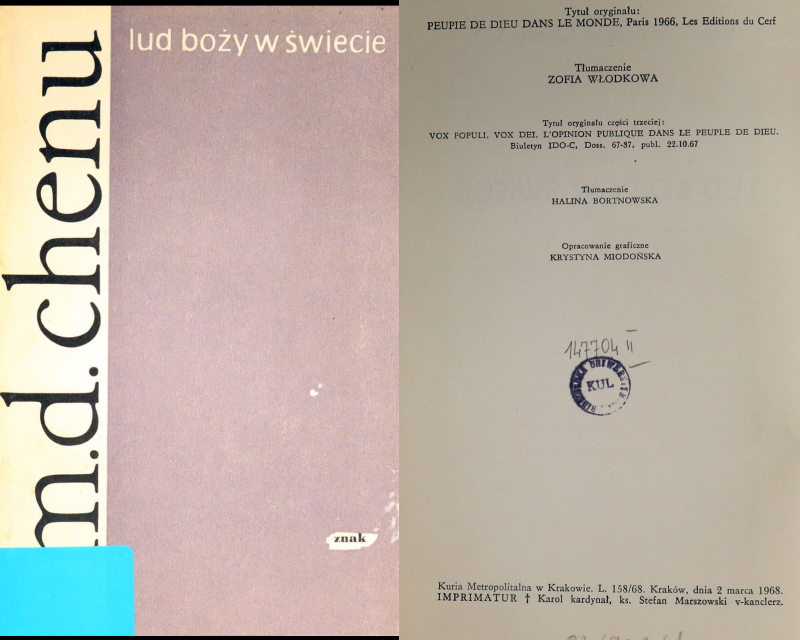 m.d. chenu
lud boży w świecie
znak
Tytuł oryginału:
PEUPIE DE DIEU DANS LE MONDE, Paris 1966, Les Editions du Cerf
Tłumaczenie
ZOFIA WŁODKOWA
Tytuł oryginału części trzeciej:
VOX POPULI, VOX DEI. L'OPINION PUBLIQUE DANS LE PEUPLE DE DIEU.
Biuletyn IDO-C, Doss. 67-37, publ. 22.10.67
Tłumaczenie
HALINA BORTNOWSKA
Opracowanie graficzne
KRYSTYNA MIODOŃSKA
147704 II
KUL
Kuria Metropolitalna w Krakowie. L. 158/68. Kraków, dnia 2 marca 1968.
IMPRIMATUR † Karol kardynał, ks. Stefan Marszowski v-kanclerz.